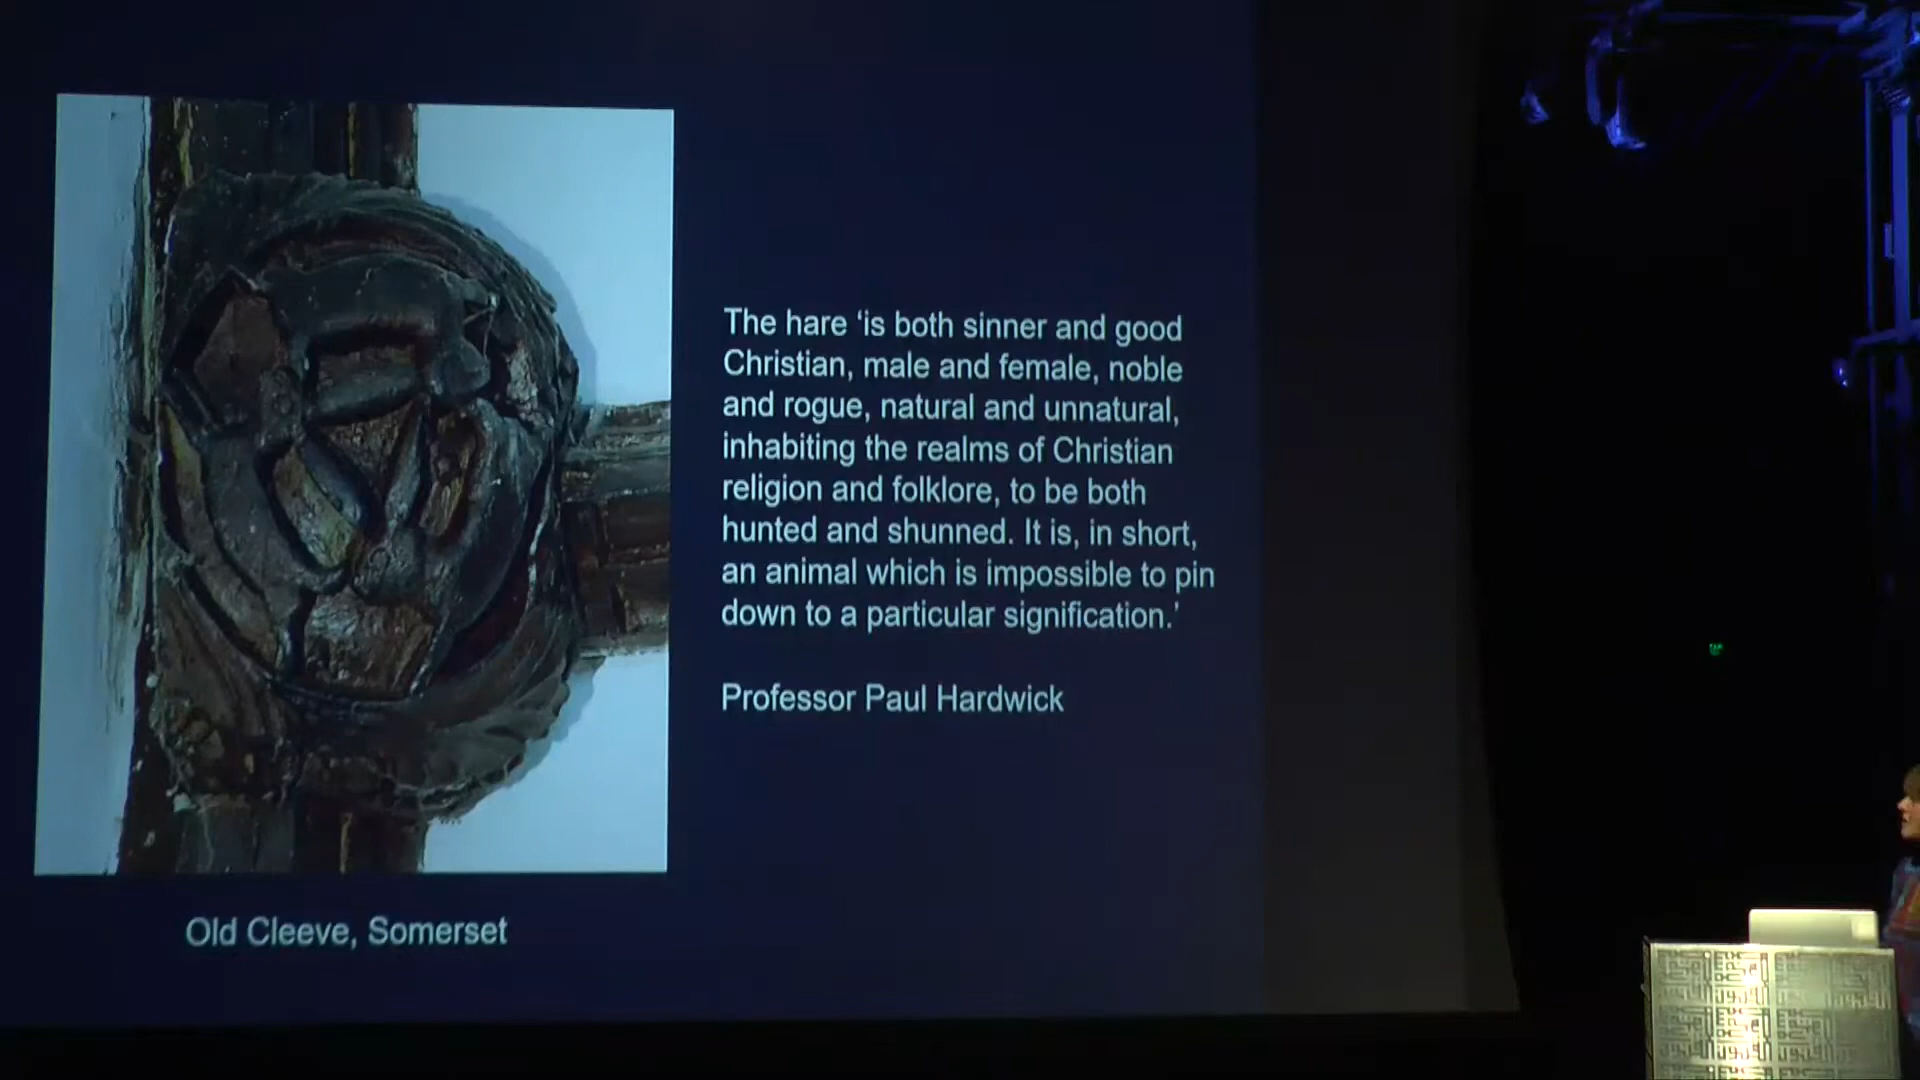 The hare ‘is both sinner and good
Christian, male and female, noble
and rogue, natural and unnatural,
inhabiting the realms of Christian
religion and folklore, to be both
hunted and shunned. It is, in short,
an animal which is impossible to pin
down to a particular signification.’
Professor Paul Hardwick
Old Cleeve, Somerset